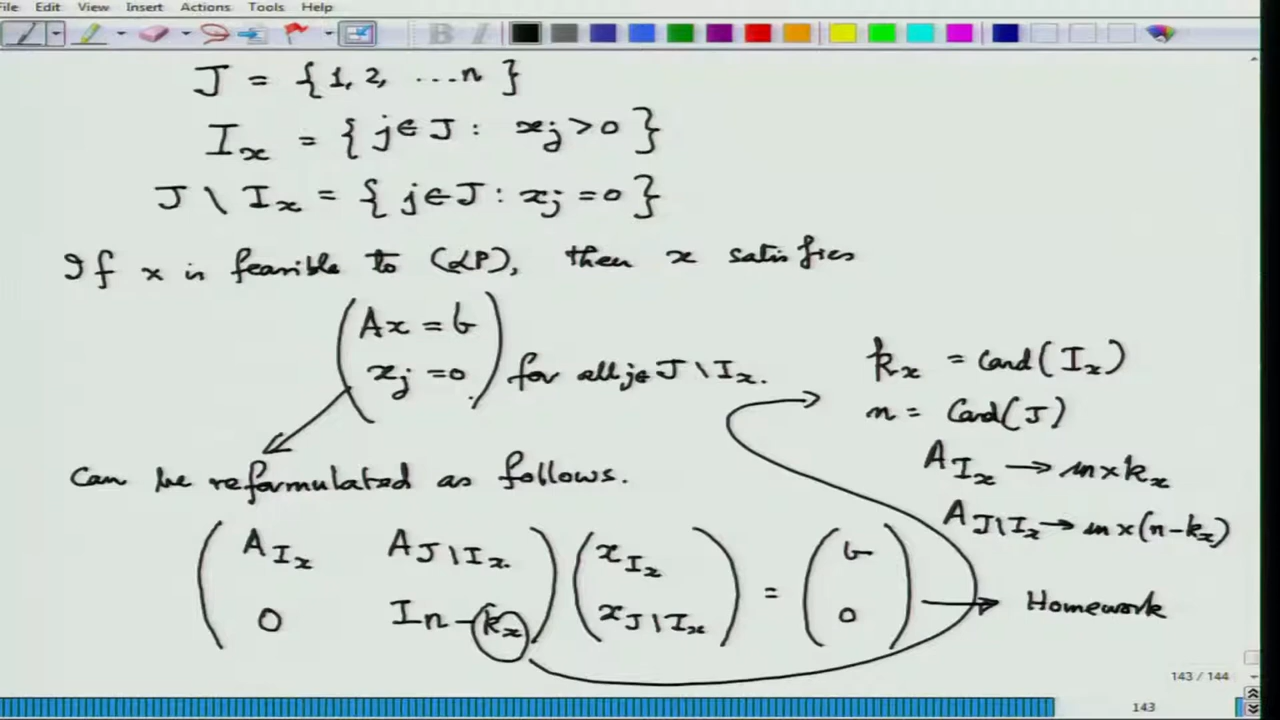 File Edit View Insert Actions Tools Help
J = {1, 2, ...n }
I_x = { j∈J : x_j > 0 }
J \ I_x = { j∈J : x_j = 0 }
If x is feasible to (LP), then x satisfies
( Ax = b
x_j = 0 ) for all j∈ J \ I_x.
k_x = Card(I_x)
n = Card(J)
A_{I_x} → m×k_x
A_{J\I_x} → m×(n-k_x)
Can be reformulated as follows.
( A_{I_x} A_{J\I_x} ) ( x_{I_x} ) = ( b )
( 0 I_{n-k_x} ) ( x_{J\I_x} ) ( 0 ) → Homework
143 / 144
143